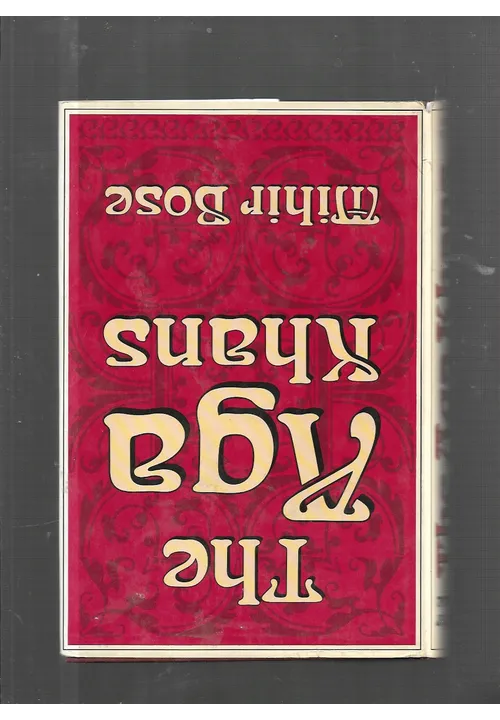 The
Aga
Khans
Mihir Bose